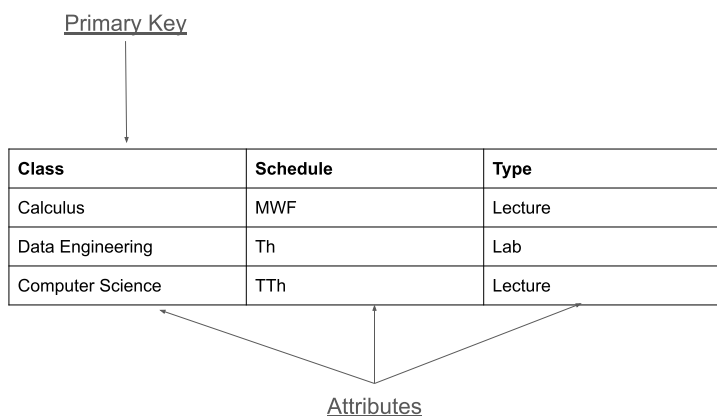 Primary Key
Class Schedule Type
Calculus MWF Lecture
Data Engineering Th Lab
Computer Science TTh Lecture
Attributes